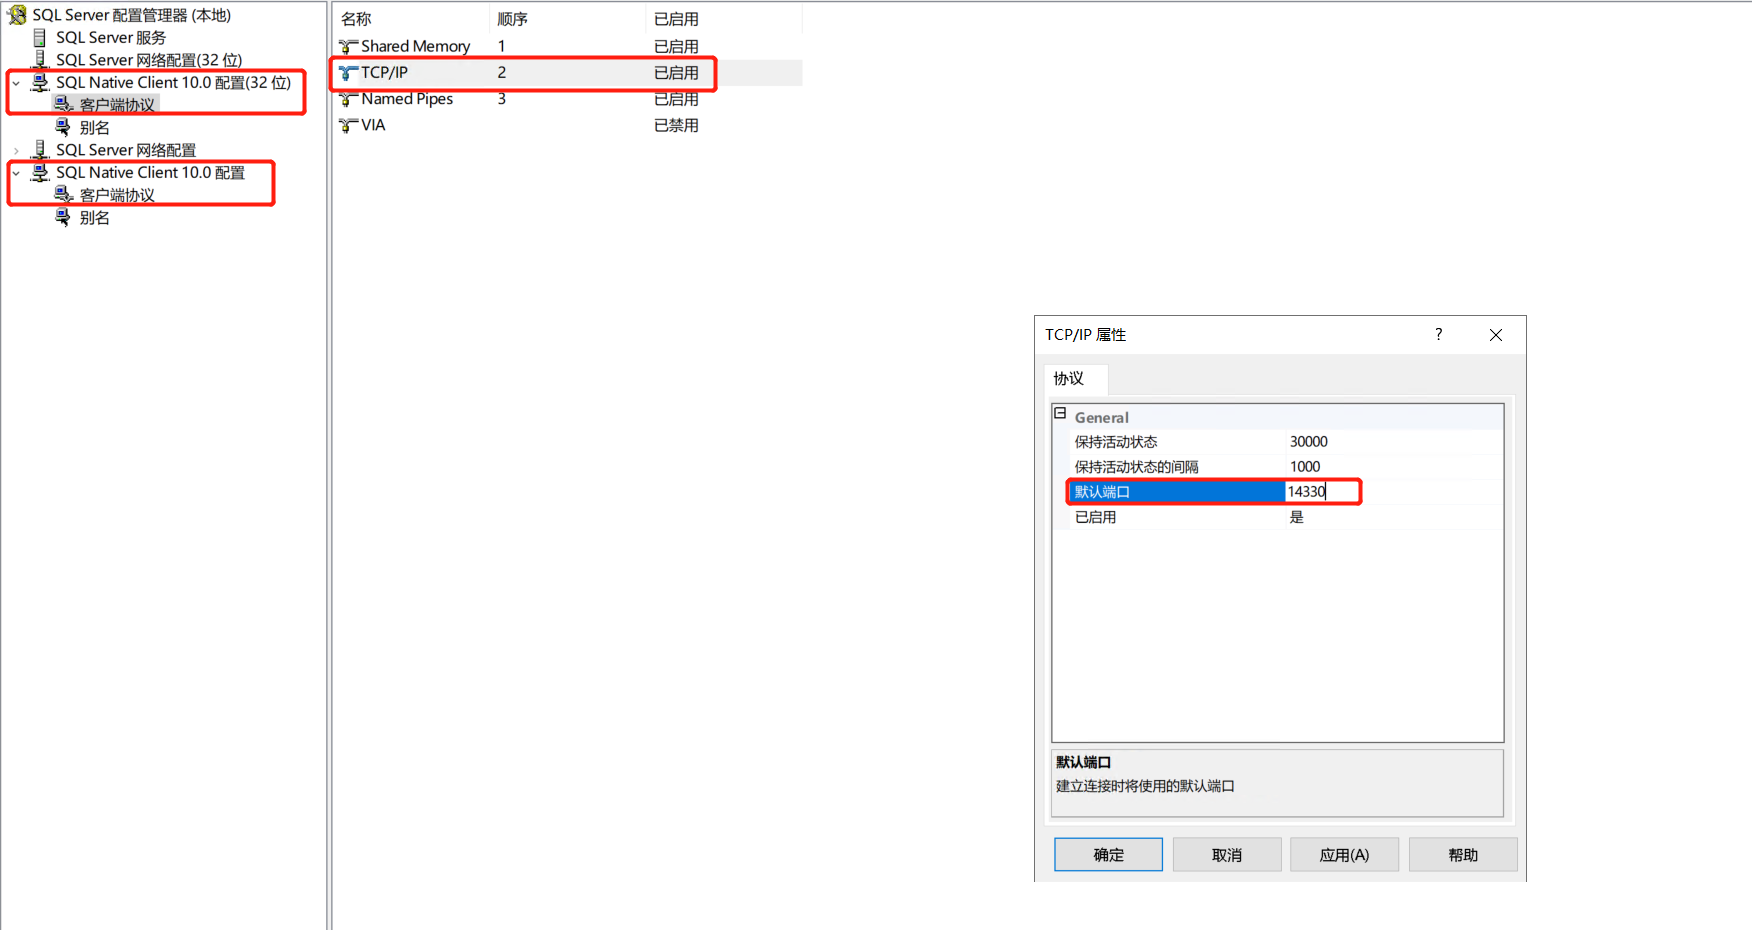 SQL Server 配置管理器 (本地)
SQL Server 服务
SQL Server 网络配置(32 位)
SQL Native Client 10.0 配置(32 位)
客户端协议
别名
SQL Server 网络配置
SQL Native Client 10.0 配置
客户端协议
别名
名称 顺序 已启用
Shared Memory 1 已启用
TCP/IP 2 已启用
Named Pipes 3 已启用
VIA 已禁用
TCP/IP 属性
协议
General
保持活动状态 30000
保持活动状态的间隔 1000
默认端口 14330
已启用 是
默认端口
建立连接时将使用的默认端口
确定 取消 应用(A) 帮助